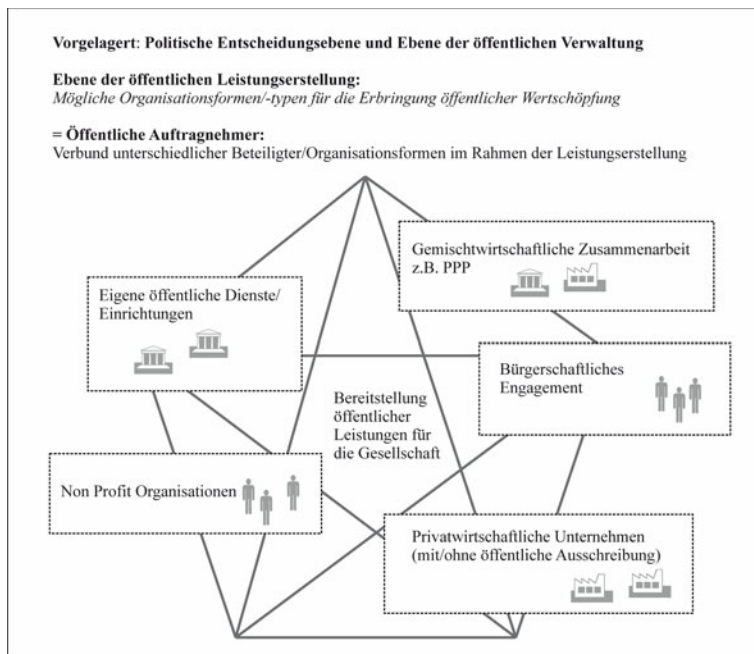 Vorgelagert: Politische Entscheidungsebene und Ebene der öffentlichen Verwaltung
Ebene der öffentlichen Leistungserstellung:
Mögliche Organisationsformen/-typen für die Erbringung öffentlicher Wertschöpfung
= Öffentliche Auftragnehmer:
Verbund unterschiedlicher Beteiligter/Organisationsformen im Rahmen der Leistungserstellung
Gemischtwirtschaftliche Zusammenarbeit
z.B. PPP
Eigene öffentliche Dienste/
Einrichtungen
Bürgerschaftliches
Engagement
Bereitstellung
öffentlicher
Leistungen für
die Gesellschaft
Non Profit Organisationen
Privatwirtschaftliche Unternehmen
(mit/ohne öffentliche Ausschreibung)